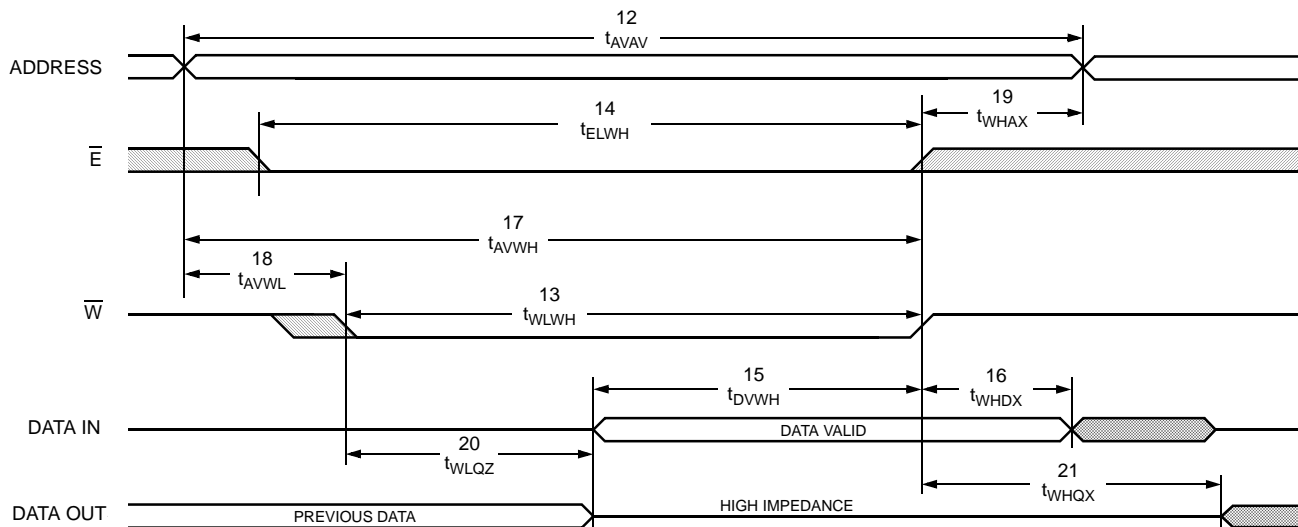 12
tAVAV
ADDRESS
14
tELWH
19
tWHAX
E
17
tAVWH
18
tAVWL
W
13
tWLWH
15
tDVWH
16
tWHDX
DATA IN
DATA VALID
20
tWLQZ
21
tWHQX
DATA OUT
PREVIOUS DATA
HIGH IMPEDANCE